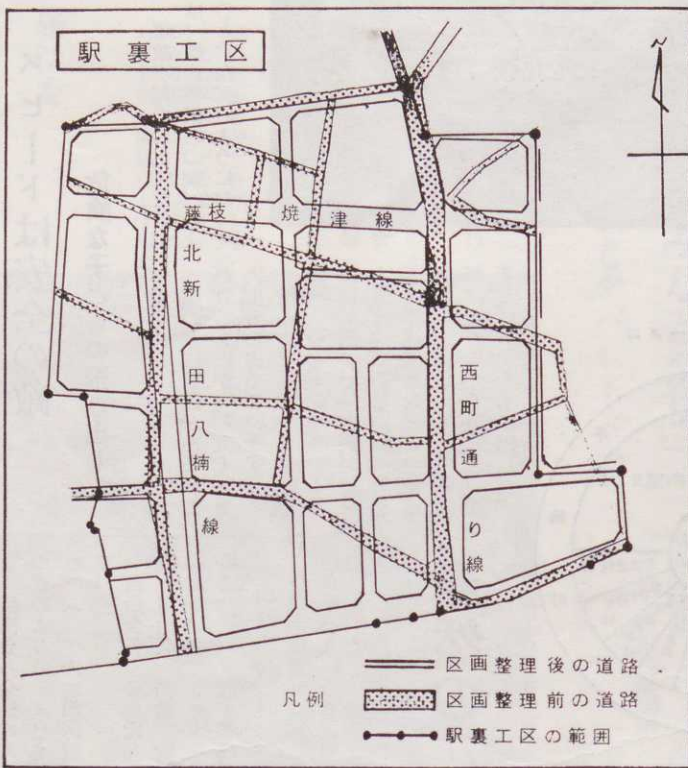 駅裏工区
N
藤枝焼津線
北新田八楠線
西町通り線
凡例
区画整理後の道路
区画整理前の道路
駅裏工区の範囲